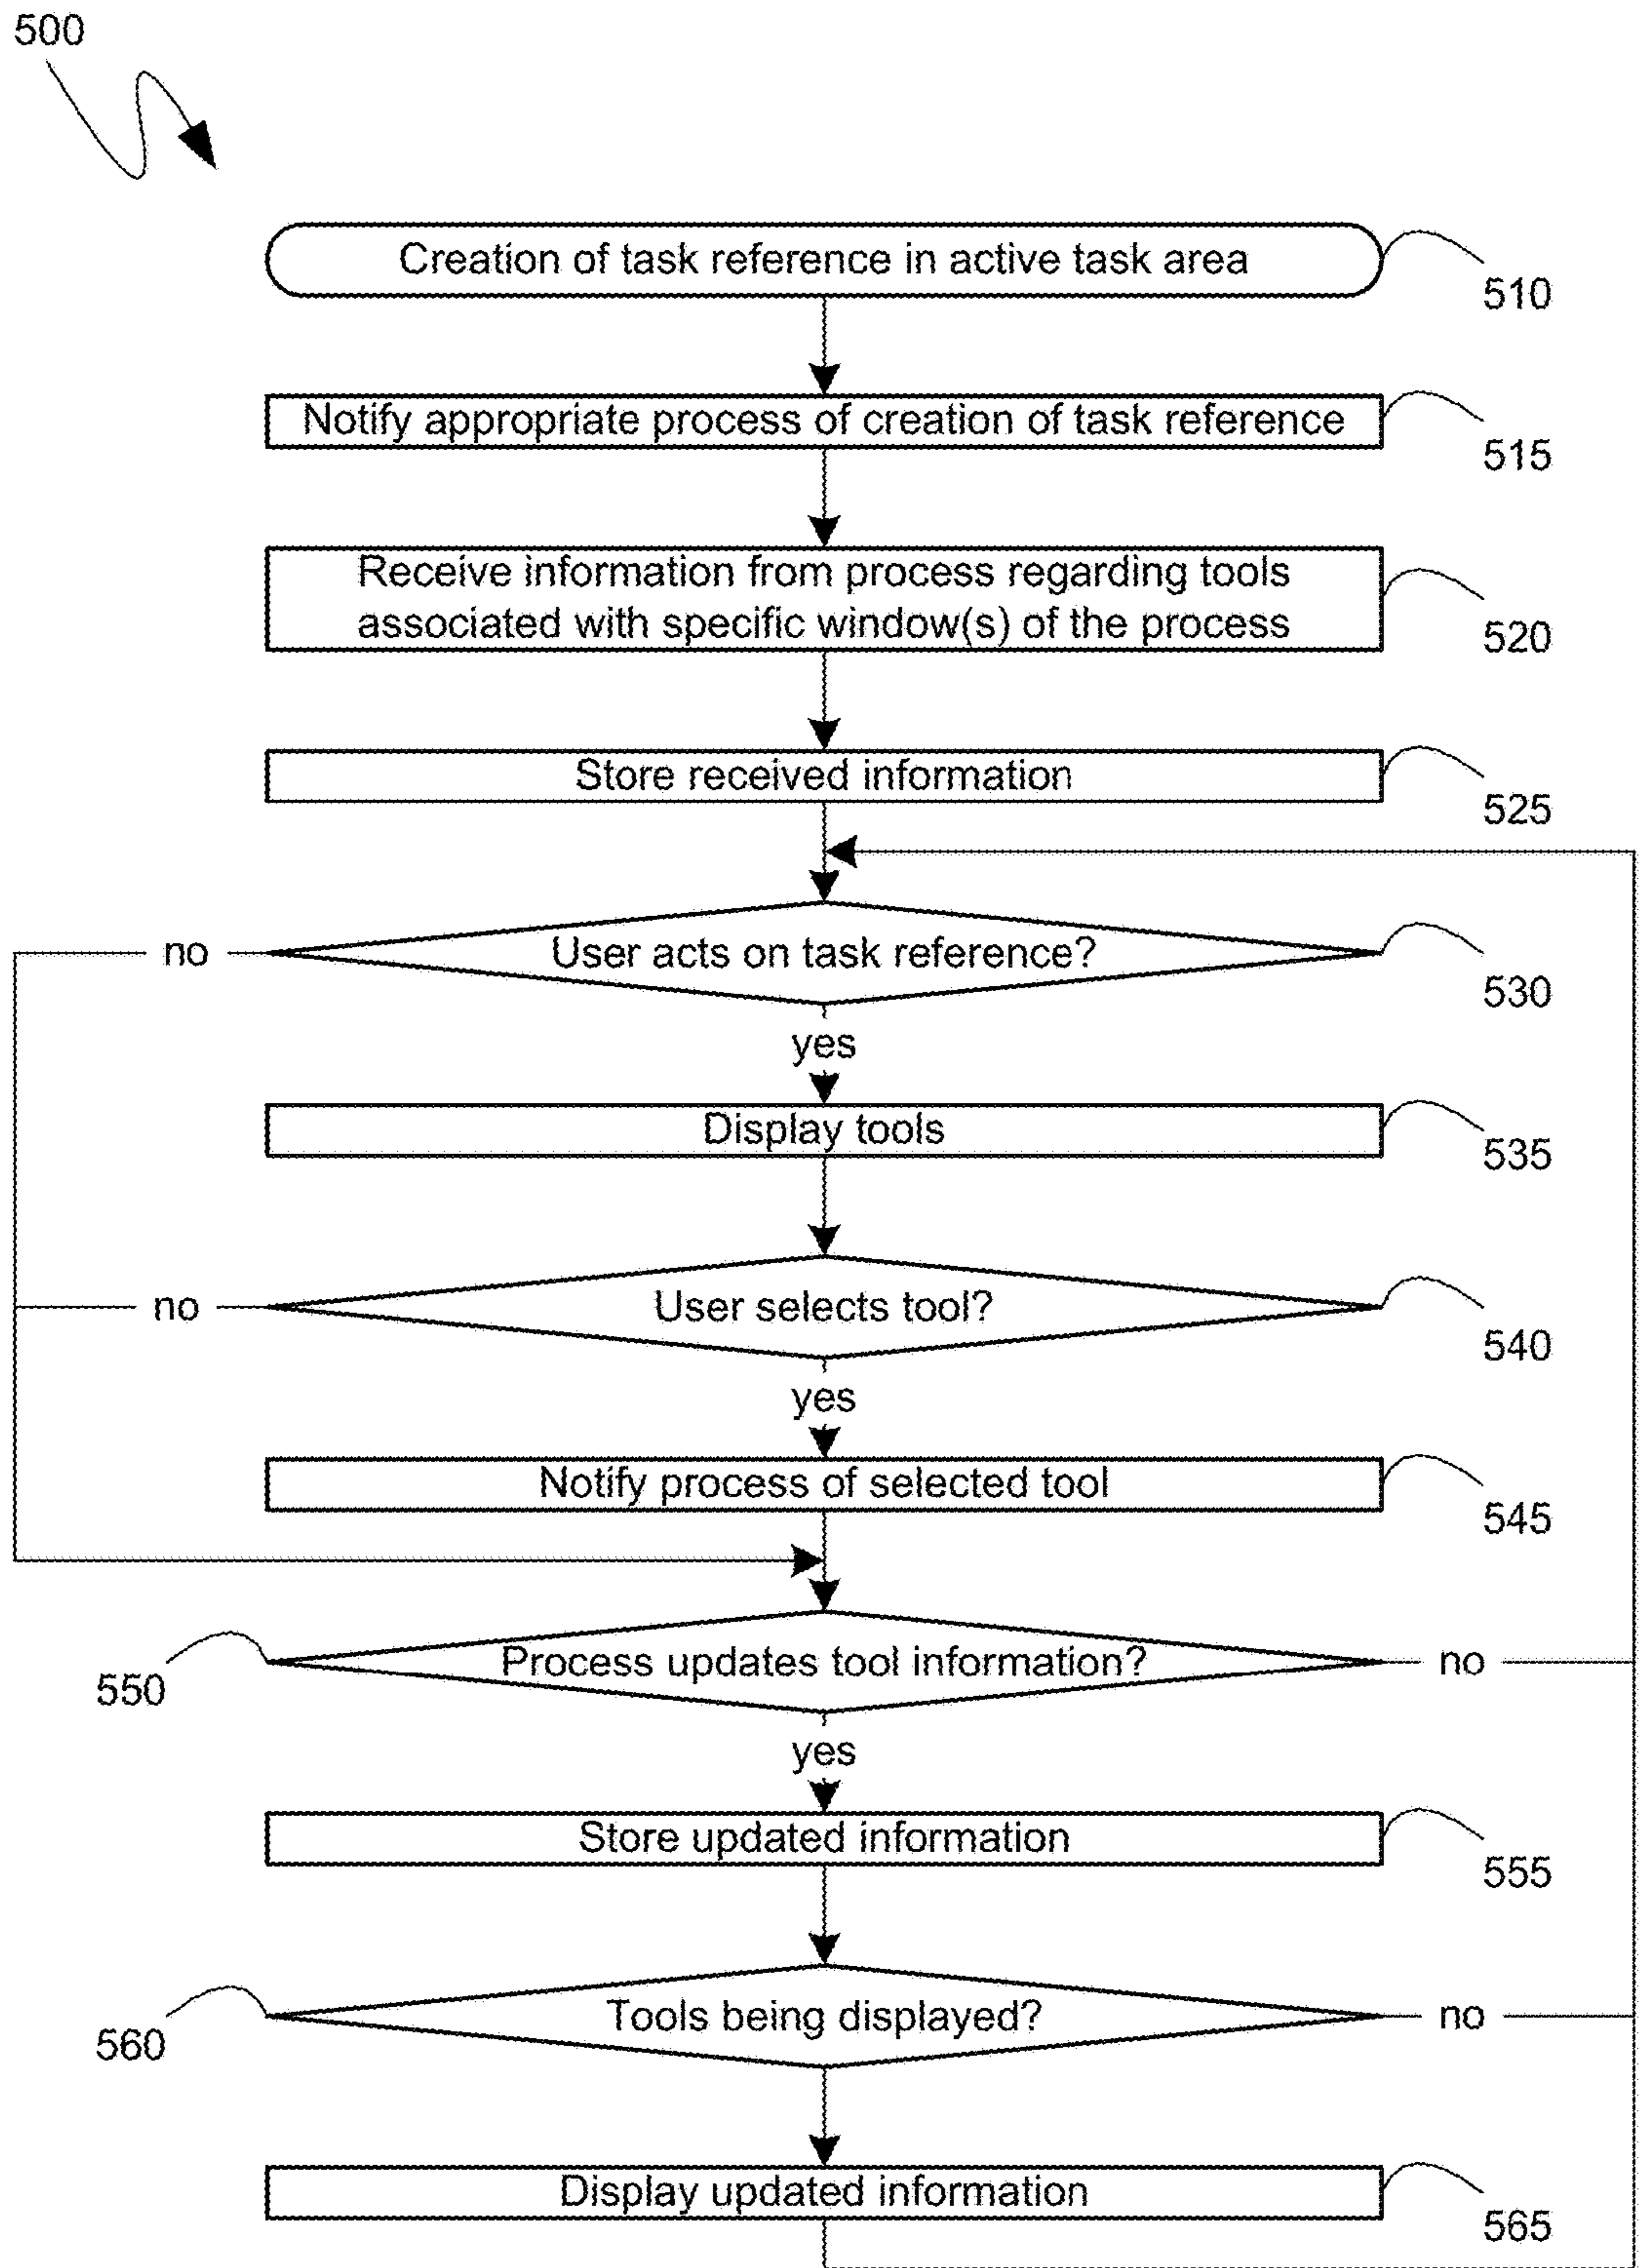 500
Creation of task reference in active task area
510
Notify appropriate process of creation of task reference
515
Receive information from process regarding tools
associated with specific window(s) of the process
520
Store received information
525
no
User acts on task reference?
530
yes
Display tools
535
no
User selects tool?
540
yes
Notify process of selected tool
545
Process updates tool information?
no
550
yes
Store updated information
555
Tools being displayed?
no
560
Display updated information
565